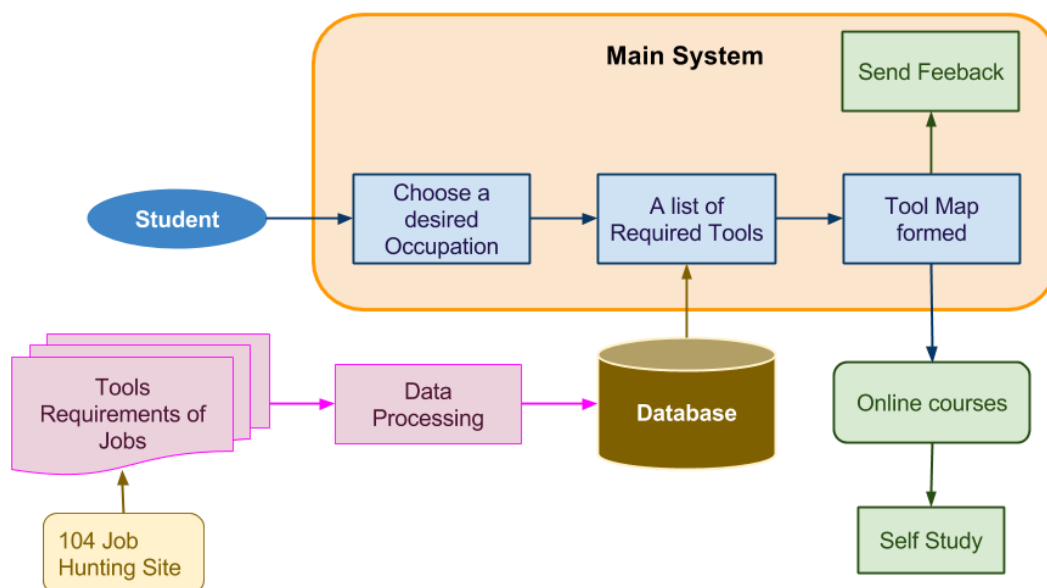 Main System
Send Feeback
Student
Choose a
desired
Occupation
A list of
Required Tools
Tool Map
formed
Tools
Requirements of
Jobs
Data
Processing
Database
Online courses
104 Job
Hunting Site
Self Study